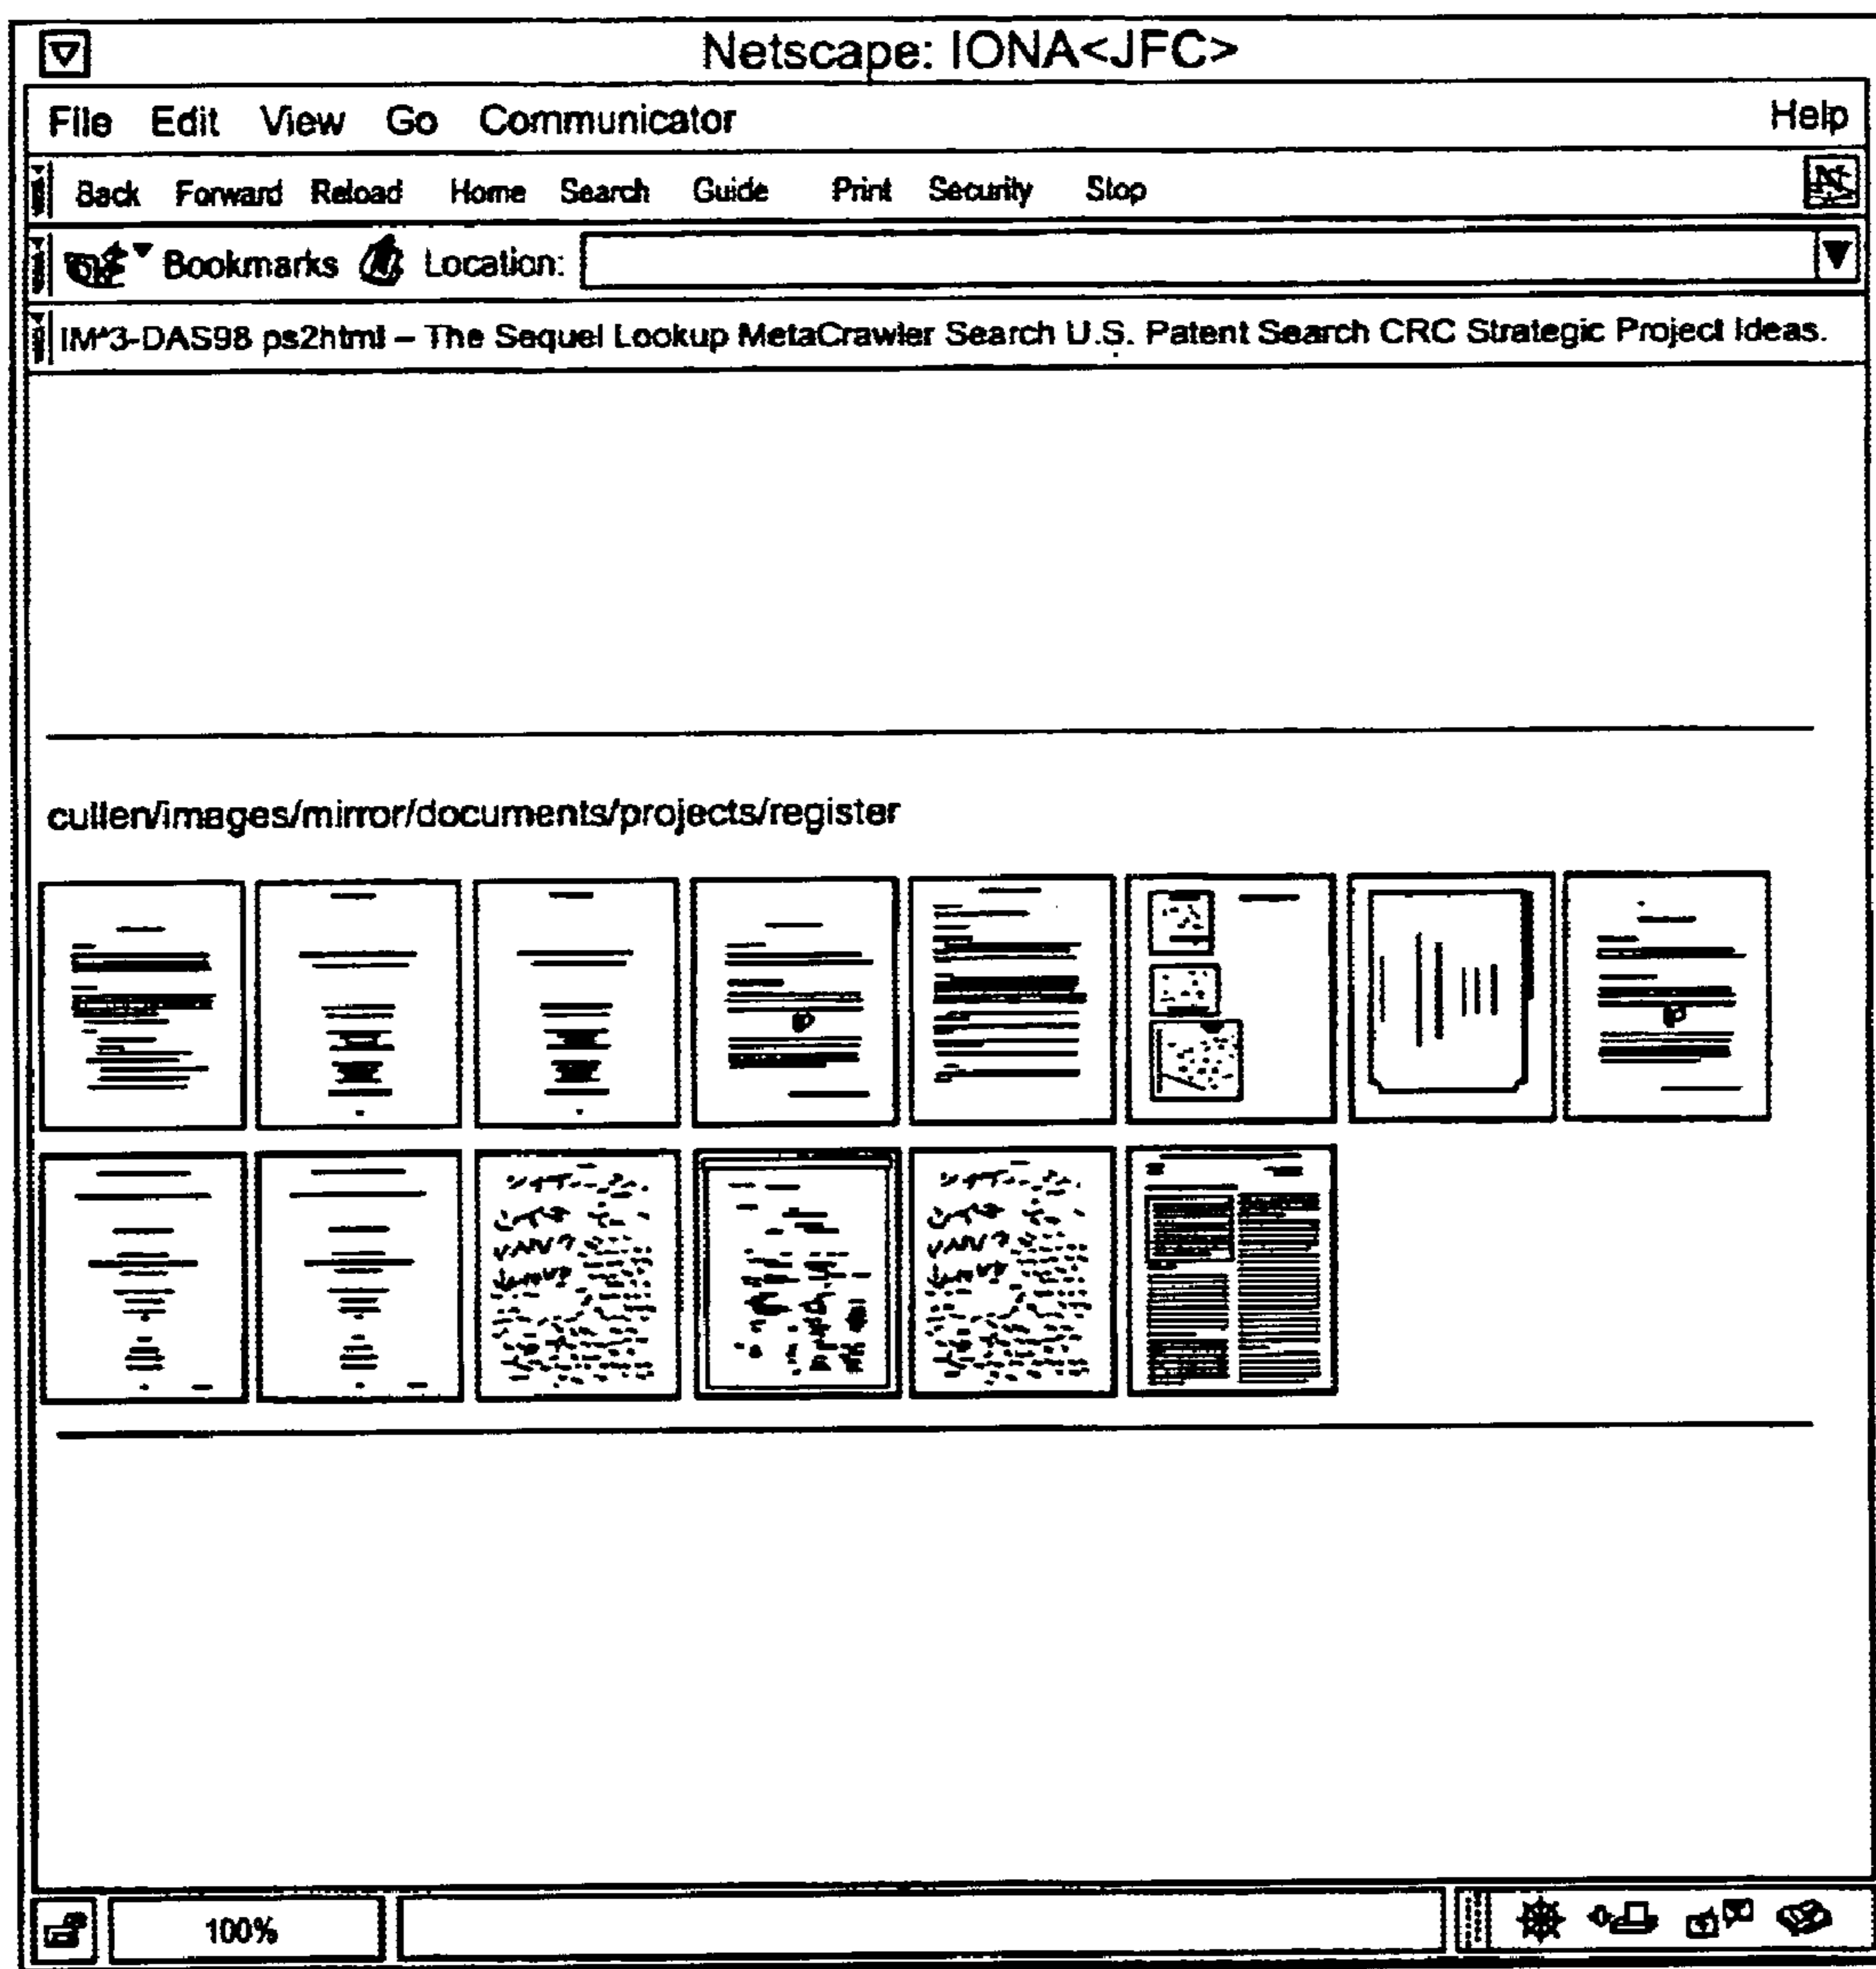 Netscape: IONA<JFC>
File Edit View Go Communicator Help
Back Forward Reload Home Search Guide Print Security Stop
Bookmarks Location:
IM^3-DAS98 ps2html – The Sequel Lookup MetaCrawler Search U.S. Patent Search CRC Strategic Project Ideas.
cullen/images/mirror/documents/projects/register
100%